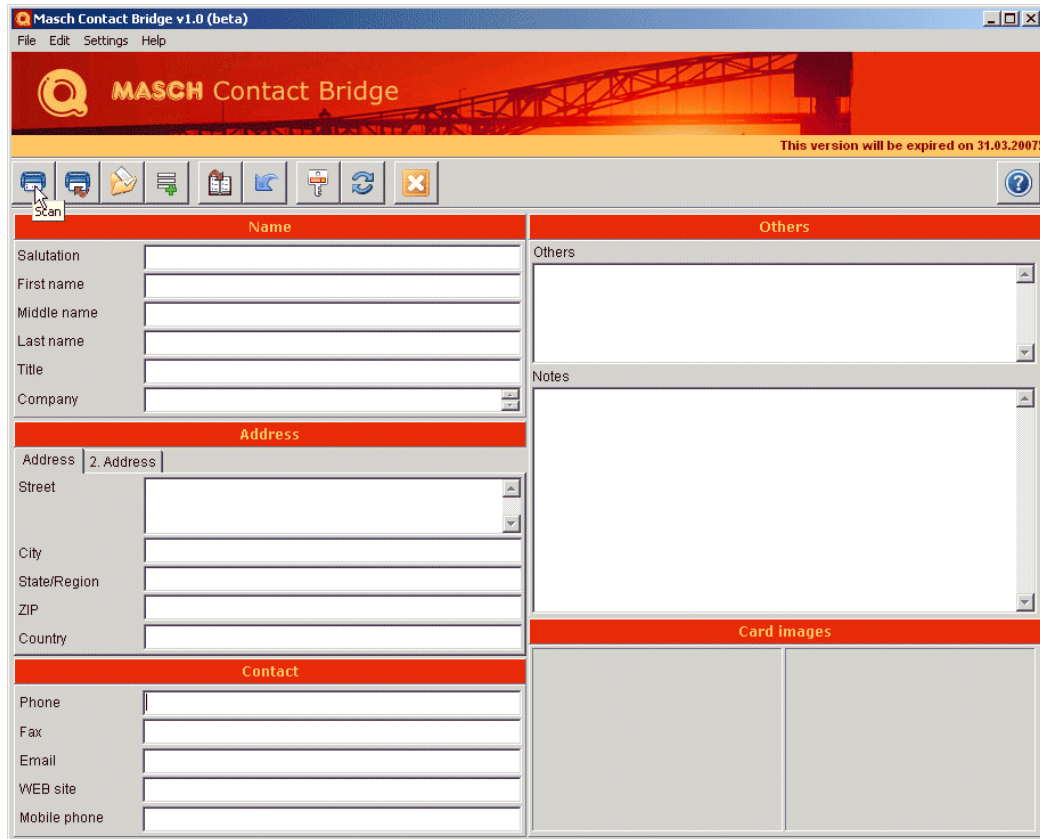 Masch Contact Bridge v1.0 (beta)
File Edit Settings Help
MASCH Contact Bridge
This version will be expired on 31.03.2007!
Scan
Name
Salutation
First name
Middle name
Last name
Title
Company
Address
Address 2. Address
Street
City
State/Region
ZIP
Country
Contact
Phone
Fax
Email
WEB site
Mobile phone
Others
Others
Notes
Card images